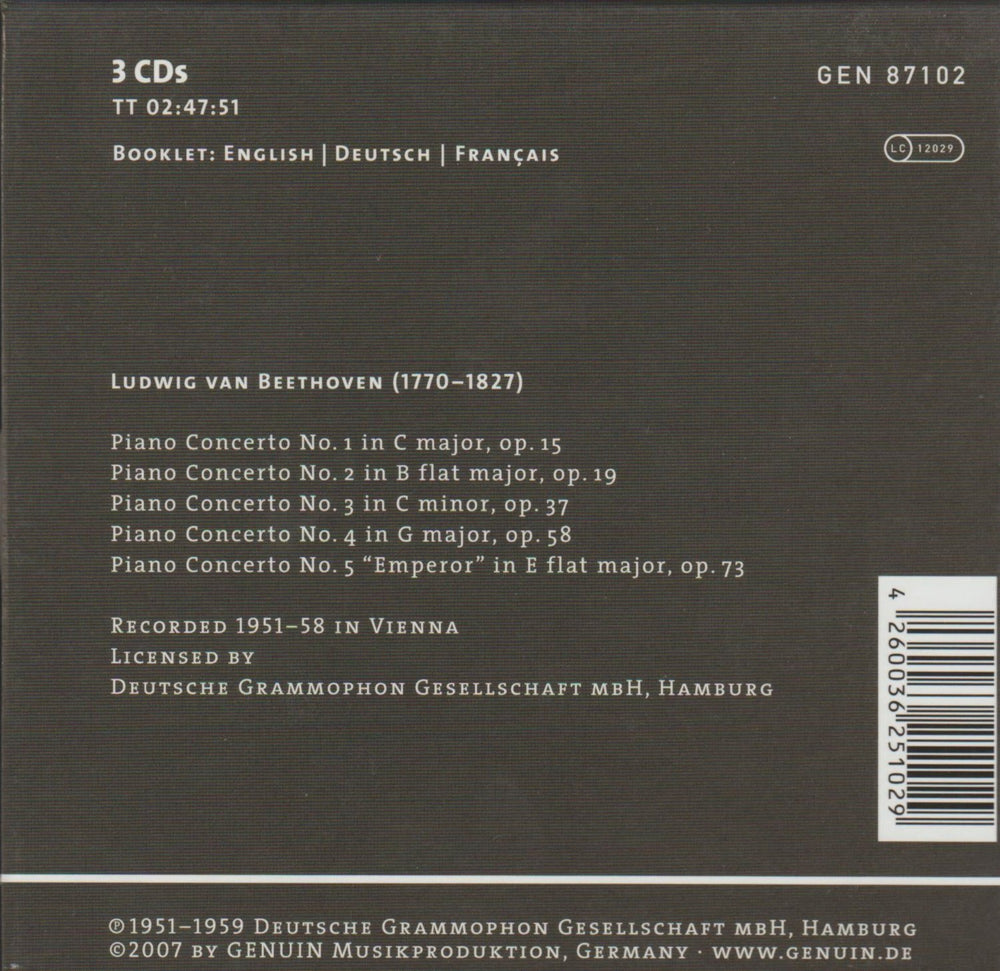 3 CDs
GEN 87102
TT 02:47:51
BOOKLET: ENGLISH | DEUTSCH | FRANÇAIS
LC 12029
LUDWIG VAN BEETHOVEN (1770–1827)
Piano Concerto No. 1 in C major, op. 15
Piano Concerto No. 2 in B flat major, op. 19
Piano Concerto No. 3 in C minor, op. 37
Piano Concerto No. 4 in G major, op. 58
Piano Concerto No. 5 “Emperor” in E flat major, op. 73
RECORDED 1951–58 IN VIENNA
LICENSED BY
DEUTSCHE GRAMMOPHON GESELLSCHAFT MBH, HAMBURG
4 260036 251029
℗1951–1959 DEUTSCHE GRAMMOPHON GESELLSCHAFT MBH, HAMBURG
©2007 BY GENUIN MUSIKPRODUKTION, GERMANY · WWW.GENUIN.DE